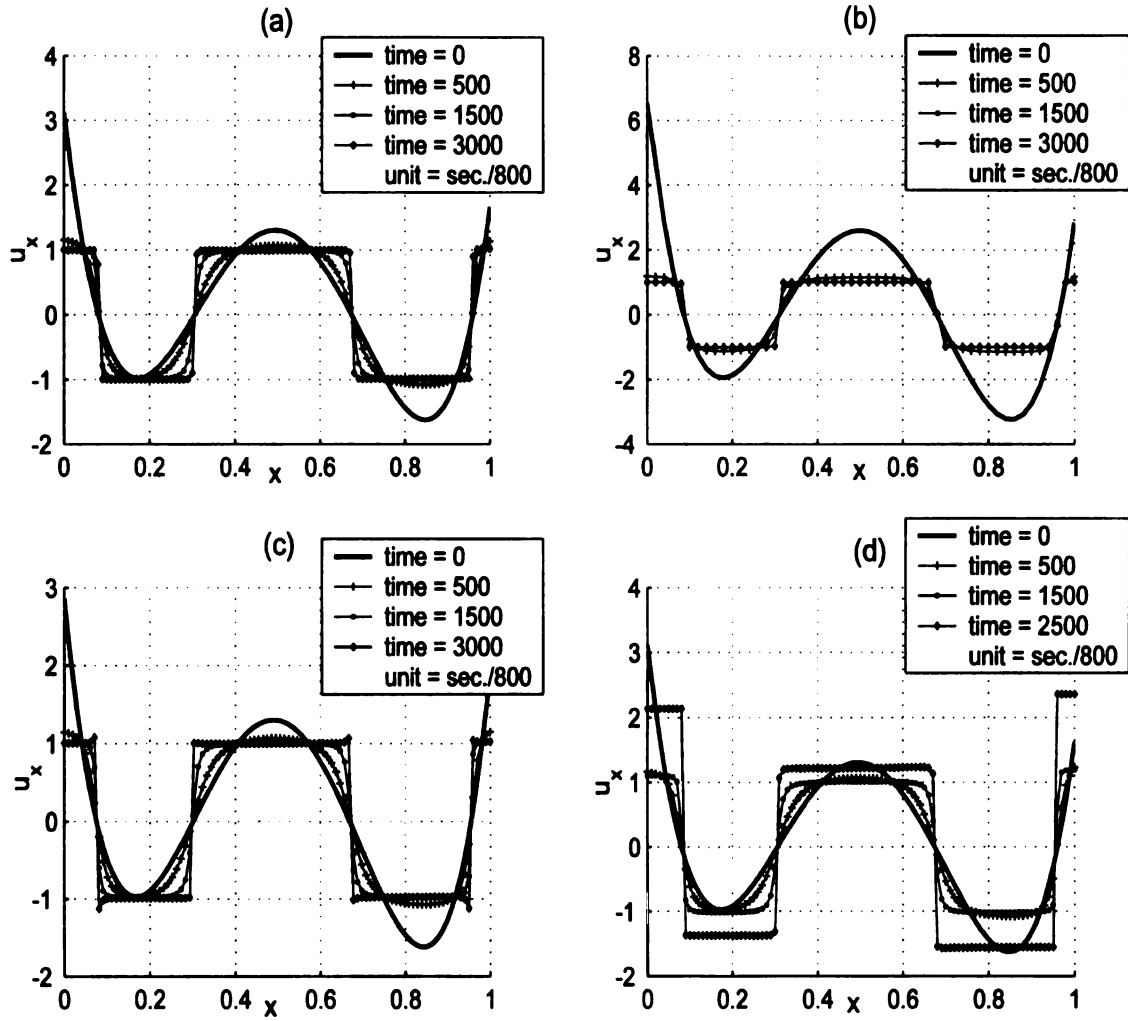 (a)
time = 0
time = 500
time = 1500
time = 3000
unit = sec./800
4
3
2
1
0
-1
-2
u_x
0
0.2
0.4
0.6
0.8
1
x
(b)
time = 0
time = 500
time = 1500
time = 3000
unit = sec./800
8
6
4
2
0
-2
-4
u_x
0
0.2
0.4
0.6
0.8
1
x
(c)
time = 0
time = 500
time = 1500
time = 3000
unit = sec./800
3
2
1
0
-1
-2
u_x
0
0.2
0.4
0.6
0.8
1
x
(d)
time = 0
time = 500
time = 1500
time = 2500
unit = sec./800
4
3
2
1
0
-1
-2
u_x
0
0.2
0.4
0.6
0.8
1
x